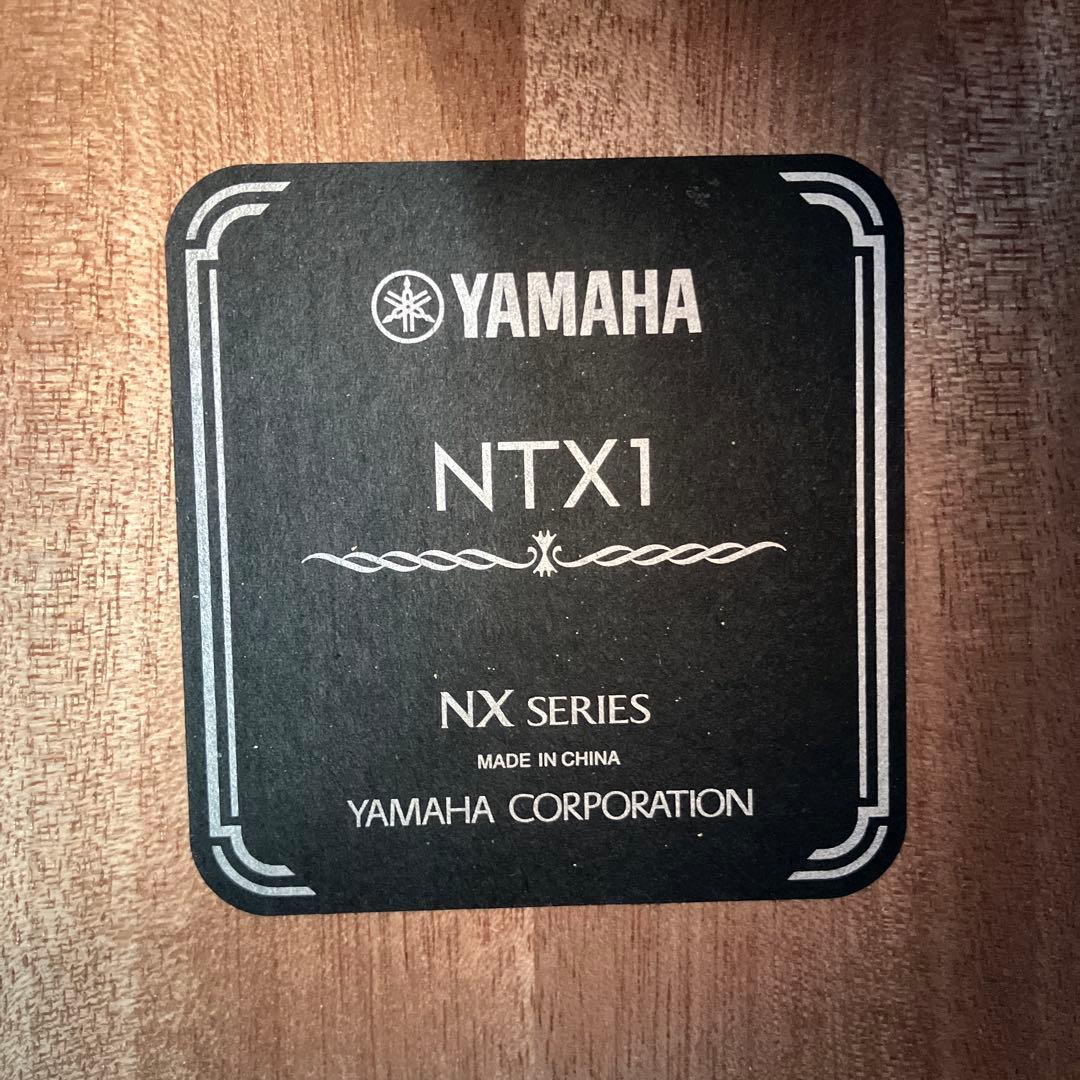 YAMAHA
NTX1
NX SERIES
MADE IN CHINA
YAMAHA CORPORATION